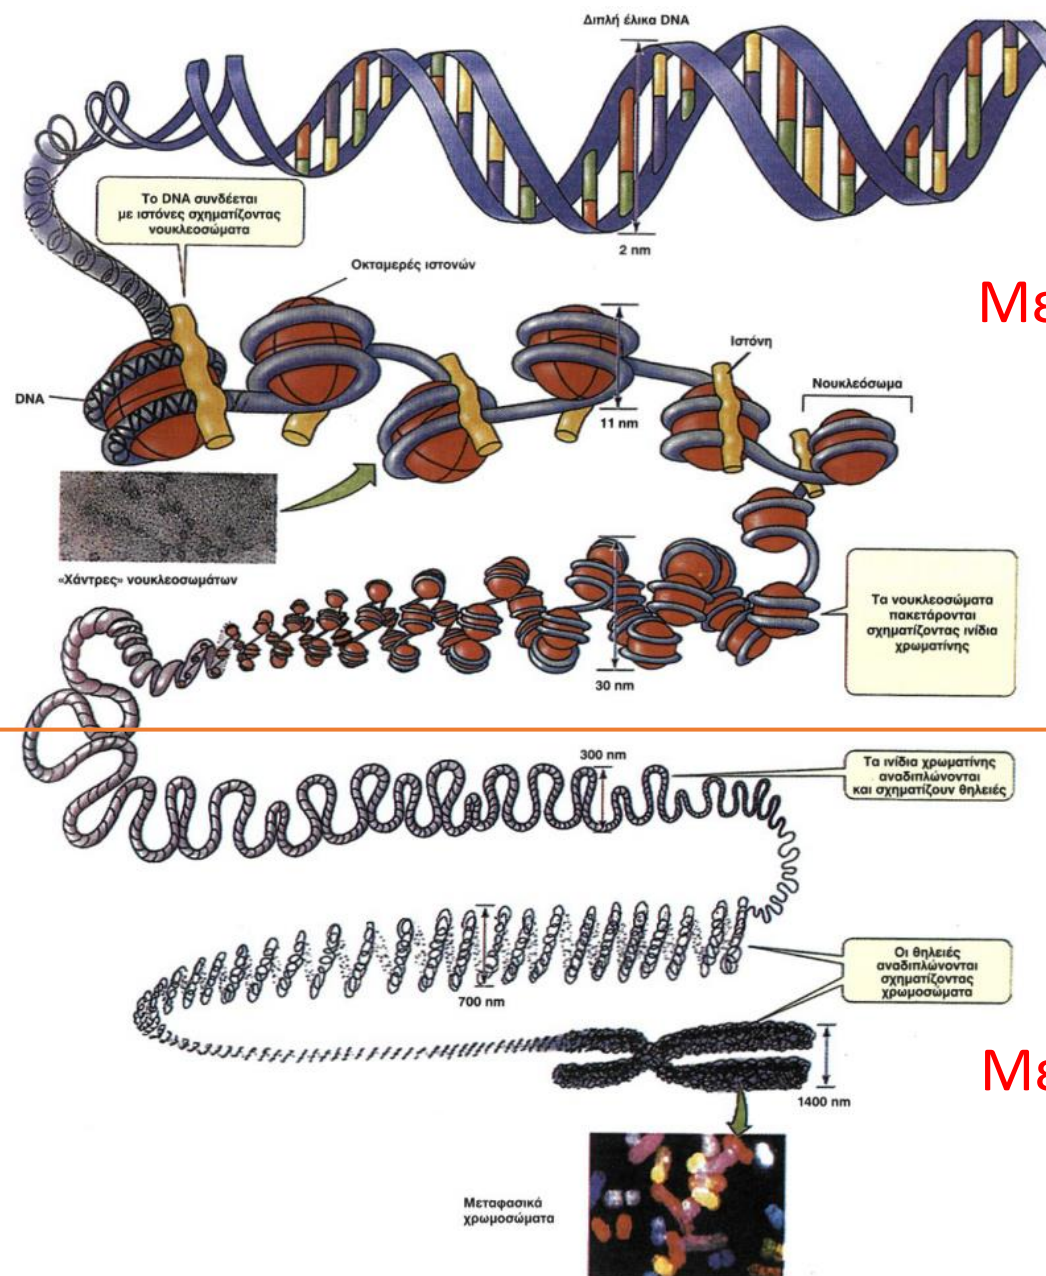 Διπλή έλικα DNA
Το DNA συνδέεται
με ιστόνες σχηματίζοντας
νουκλεοσώματα
2 nm
Οκταμερές ιστονών
Με
Ιστόνη
Νουκλεόσωμα
DNA
11 nm
«Χάντρες» νουκλεοσωμάτων
Τα νουκλεοσώματα
πακετάρονται
σχηματίζοντας ινίδια
χρωματίνης
30 nm
300 nm
Τα ινίδια χρωματίνης
αναδιπλώνονται
και σχηματίζουν θηλειές
Οι θηλειές
αναδιπλώνονται
σχηματίζοντας
χρωμοσώματα
700 nm
Με
1400 nm
Μεταφασικά
χρωμοσώματα